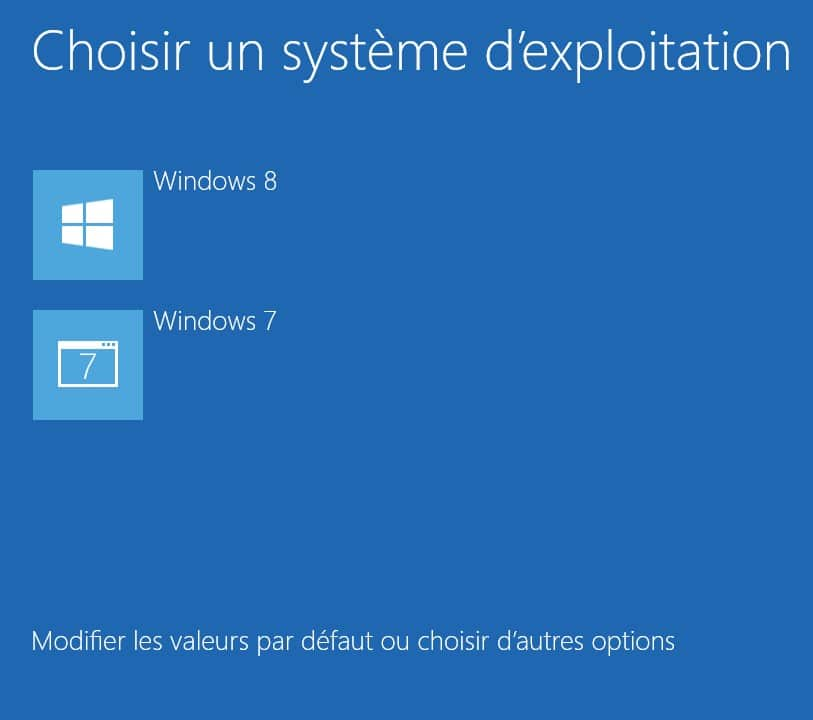 Choisir un système d’exploitation
Windows 8
Windows 7
7
Modifier les valeurs par défaut ou choisir d’autres options